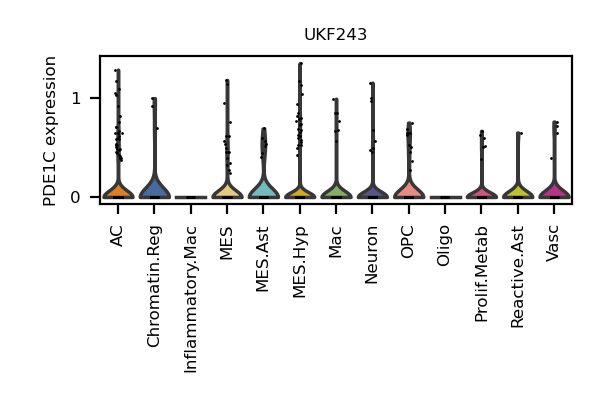 UKF243
PDE1C expression
1
0
AC
Chromatin.Reg
Inflammatory.Mac
MES
MES.Ast
MES.Hyp
Mac
Neuron
OPC
Oligo
Prolif.Metab
Reactive.Ast
Vasc